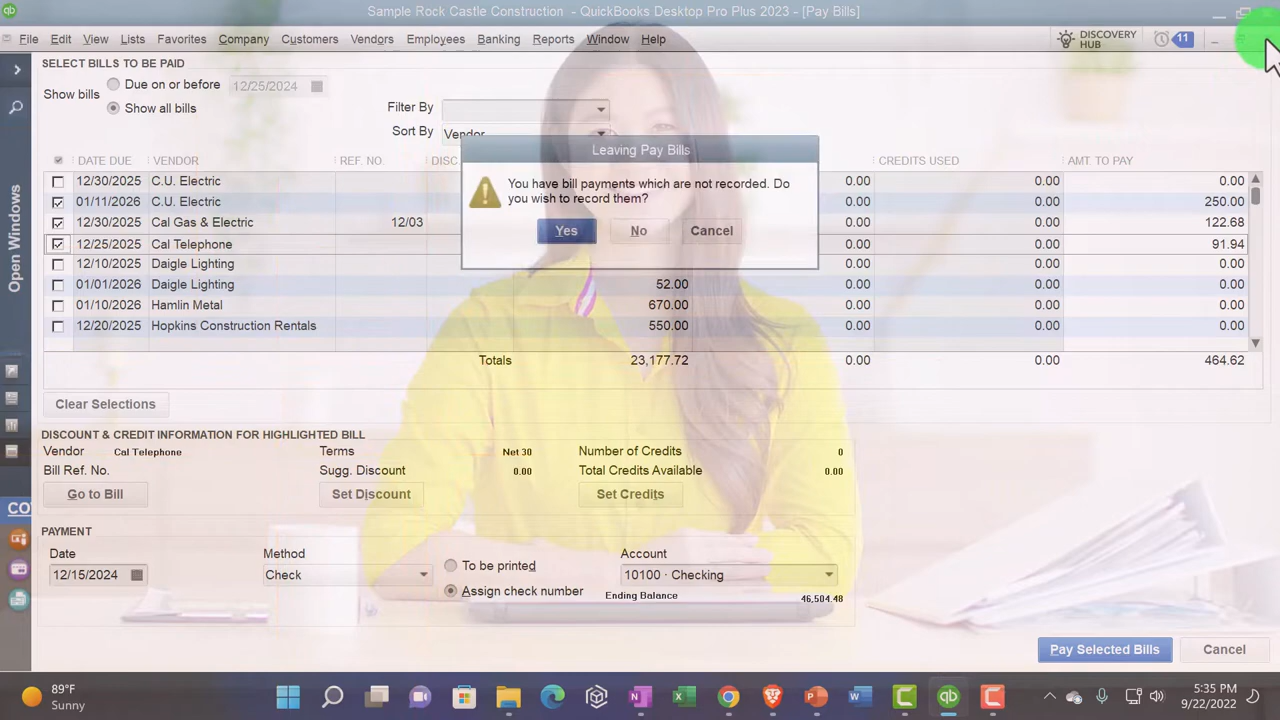 Sample Rock Castle Construction - QuickBooks Desktop Pro Plus 2023 - [Pay Bills]
File Edit View Lists Favorites Company Customers Vendors Employees Banking Reports Window Help
DISCOVERY HUB 11
SELECT BILLS TO BE PAID
Show bills
Due on or before 12/25/2024
Show all bills
Filter By
Sort By Vendor
DATE DUE VENDOR REF. NO. DISC CREDITS USED AMT. TO PAY
12/30/2025 C.U. Electric 0.00 0.00 0.00
01/11/2026 C.U. Electric 0.00 0.00 250.00
12/30/2025 Cal Gas & Electric 12/03 0.00 0.00 122.68
12/25/2025 Cal Telephone 0.00 0.00 91.94
12/10/2025 Daigle Lighting 0.00 0.00 0.00
01/01/2026 Daigle Lighting 52.00 0.00 0.00 0.00
01/10/2026 Hamlin Metal 670.00 0.00 0.00 0.00
12/20/2025 Hopkins Construction Rentals 550.00 0.00 0.00 0.00
Totals 23,177.72 0.00 0.00 464.62
Leaving Pay Bills
You have bill payments which are not recorded. Do
you wish to record them?
Yes No Cancel
Open Windows
Clear Selections
DISCOUNT & CREDIT INFORMATION FOR HIGHLIGHTED BILL
Vendor Cal Telephone Terms Net 30 Number of Credits 0
Bill Ref. No. Sugg. Discount 0.00 Total Credits Available 0.00
Go to Bill Set Discount Set Credits
CO
PAYMENT
Date Method Account
12/15/2024 Check To be printed 10100 · Checking
Assign check number Ending Balance 46,504.48
Pay Selected Bills Cancel
89°F
Sunny
5:35 PM
9/22/2022